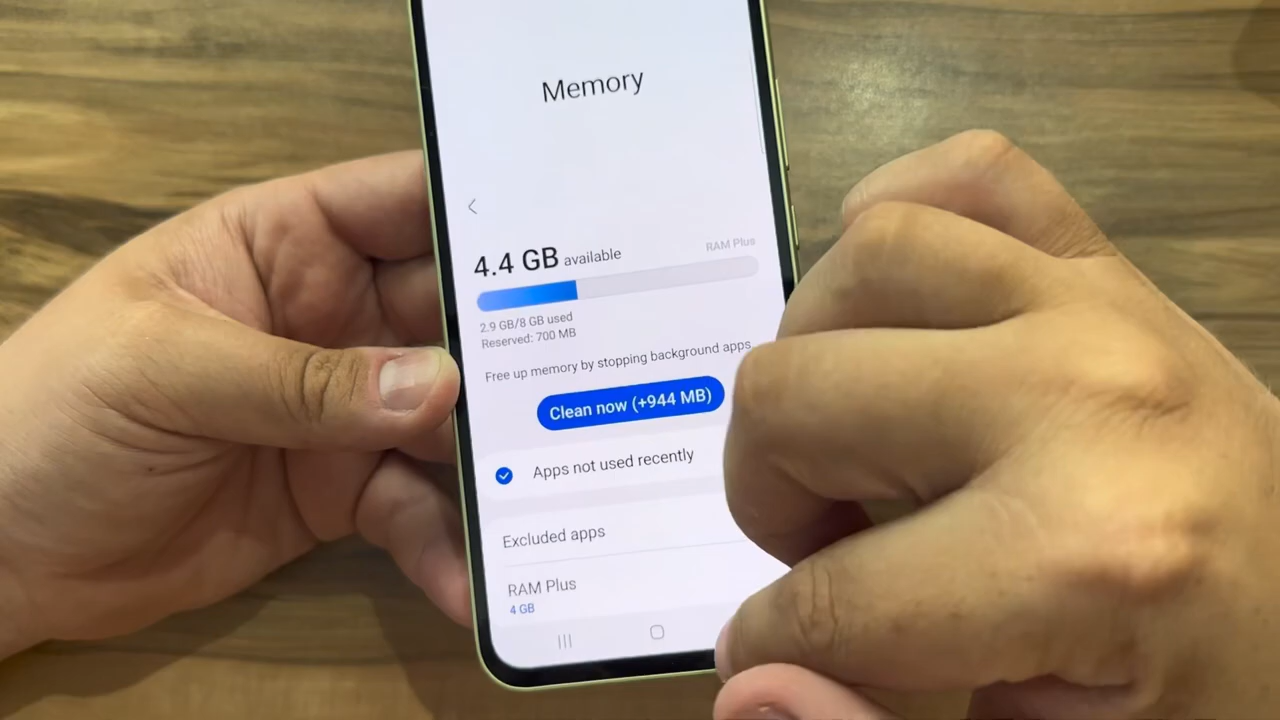 Memory
4.4 GB available
RAM Plus
2.9 GB/8 GB used
Reserved: 700 MB
Free up memory by stopping background apps.
Clean now (+944 MB)
Apps not used recently
Excluded apps
RAM Plus
4 GB